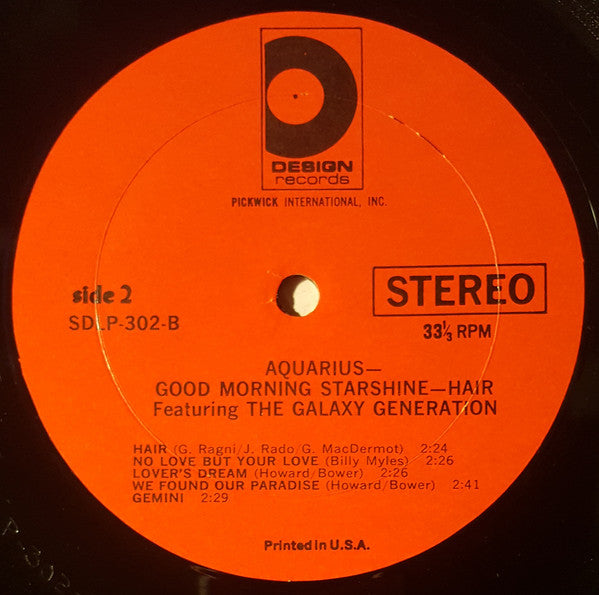 DESIGN
records
PICKWICK INTERNATIONAL, INC.
side 2
SDLP-302-B
STEREO
33⅓ RPM
AQUARIUS—
GOOD MORNING STARSHINE—HAIR
Featuring THE GALAXY GENERATION
HAIR (G. Ragni/J. Rado/G. MacDermot) 2:24
NO LOVE BUT YOUR LOVE (Billy Myles) 2:26
LOVER'S DREAM (Howard/Bower) 2:26
WE FOUND OUR PARADISE (Howard/Bower) 2:41
GEMINI 2:29
Printed in U.S.A.